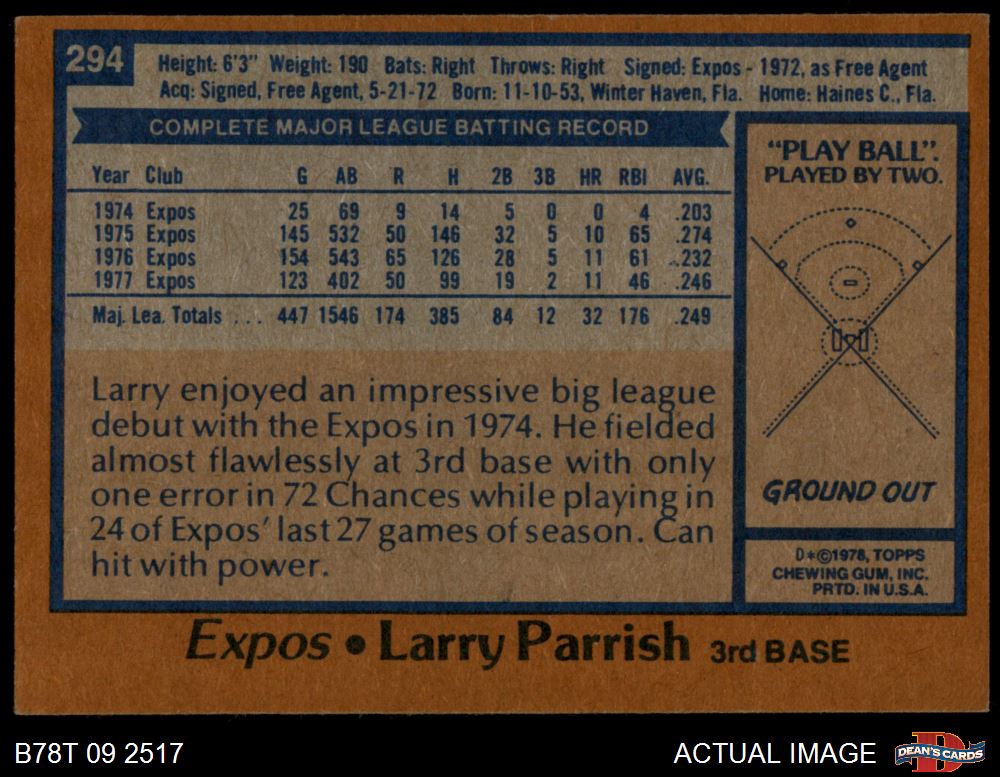 294
Height: 6'3" Weight: 190 Bats: Right Throws: Right Signed: Expos - 1972, as Free Agent
Acq: Signed, Free Agent, 5-21-72 Born: 11-10-53, Winter Haven, Fla. Home: Haines C., Fla.
COMPLETE MAJOR LEAGUE BATTING RECORD
Year Club G AB R H 2B 3B HR RBI AVG.
1974 Expos 25 69 9 14 5 0 0 4 .203
1975 Expos 145 532 50 146 32 5 10 65 .274
1976 Expos 154 543 65 126 28 5 11 61 .232
1977 Expos 123 402 50 99 19 2 11 46 .246
Maj. Lea. Totals ... 447 1546 174 385 84 12 32 176 .249
Larry enjoyed an impressive big league
debut with the Expos in 1974. He fielded
almost flawlessly at 3rd base with only
one error in 72 Chances while playing in
24 of Expos' last 27 games of season. Can
hit with power.
"PLAY BALL".
PLAYED BY TWO.
GROUND OUT
D*©1978, TOPPS
CHEWING GUM, INC.
PRTD. IN U.S.A.
Expos • Larry Parrish 3rd BASE
B78T 09 2517
ACTUAL IMAGE
DEAN'S CARDS